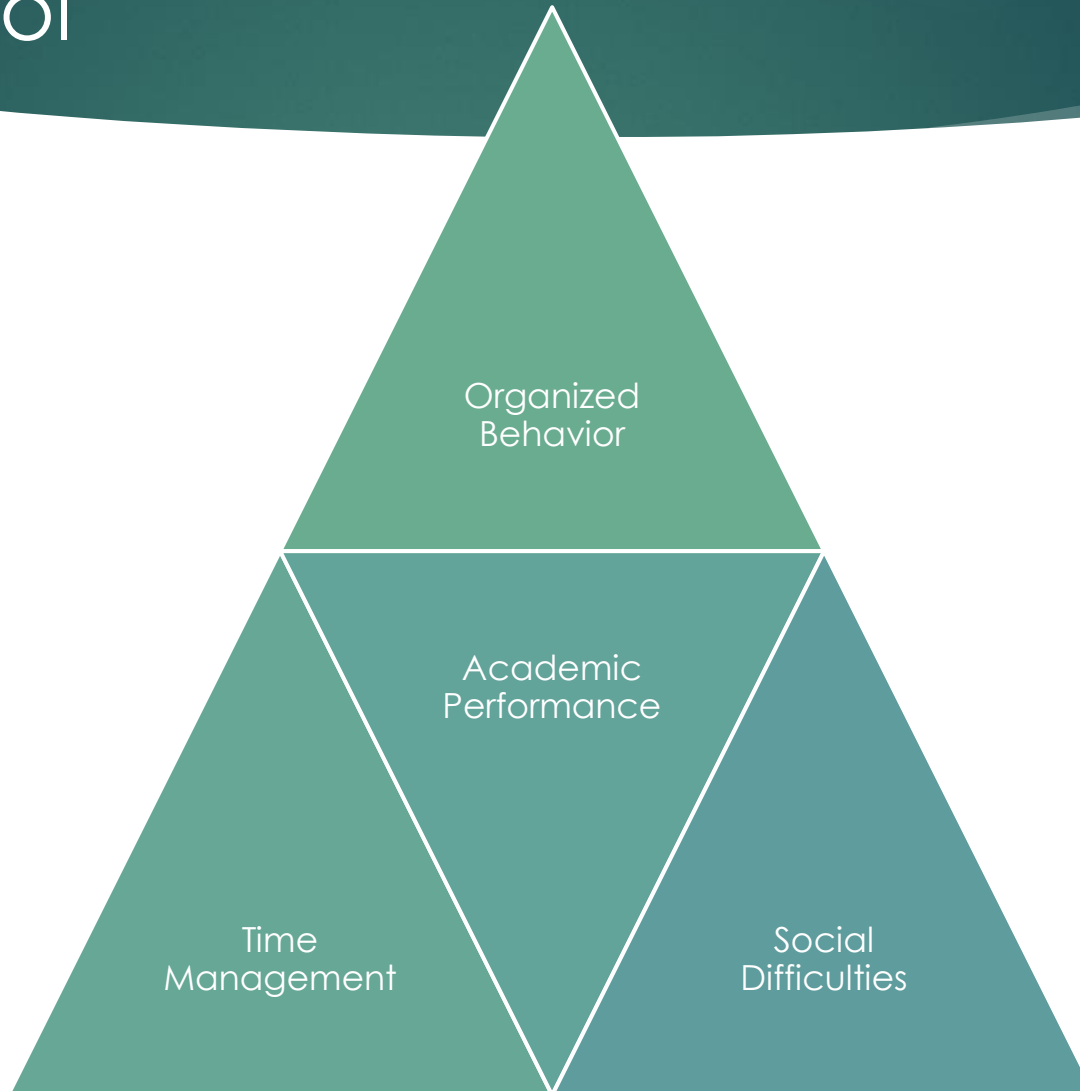 Organized
Behavior
Academic
Performance
Time
Management
Social
Difficulties